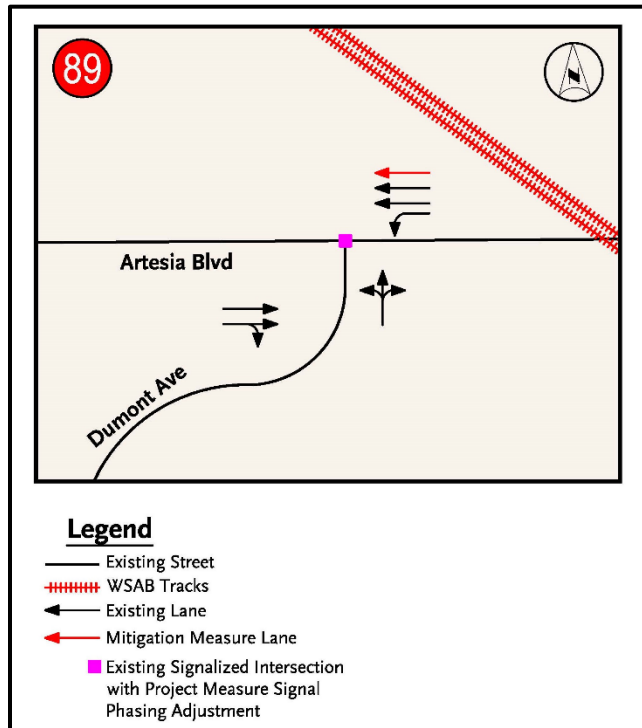 89
N
Artesia Blvd
Dumont Ave
Legend
Existing Street
WSAB Tracks
Existing Lane
Mitigation Measure Lane
Existing Signalized Intersection
with Project Measure Signal
Phasing Adjustment